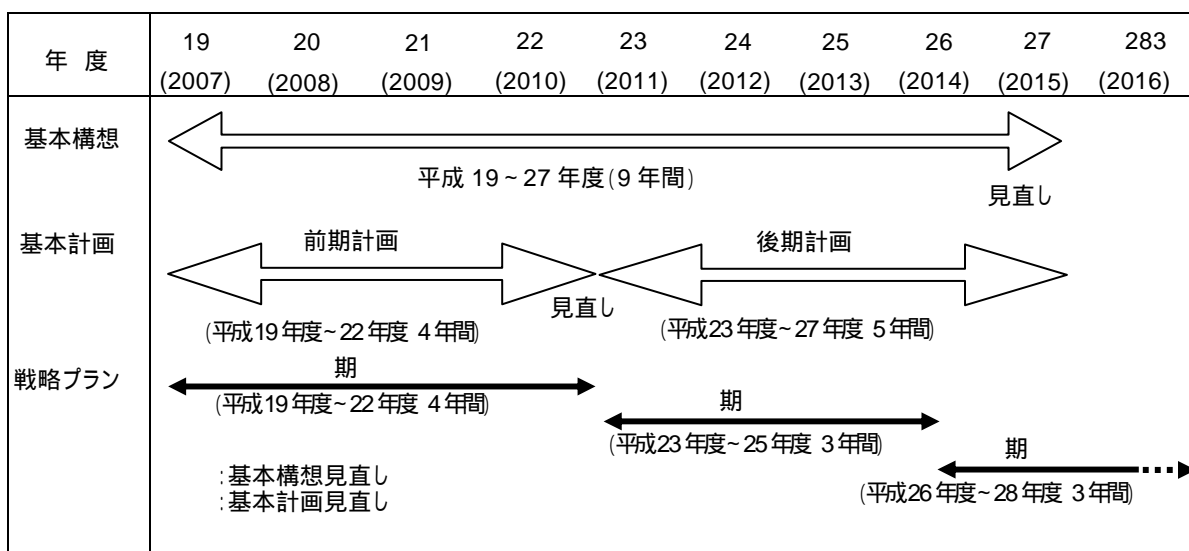 年 度 19 20 21 22 23 24 25 26 27 283
(2007) (2008) (2009) (2010) (2011) (2012) (2013) (2014) (2015) (2016)
基本構想
平成 19~27 年度(9 年間)
見直し
基本計画 前期計画 後期計画
見直し
(平成19年度~22年度 4年間) (平成23年度~27年度 5年間)
戦略プラン 期
(平成19年度~22年度 4年間) 期
(平成23年度~25年度 3年間) 期
:基本構想見直し
(平成26年度~28年度 3年間)
:基本計画見直し